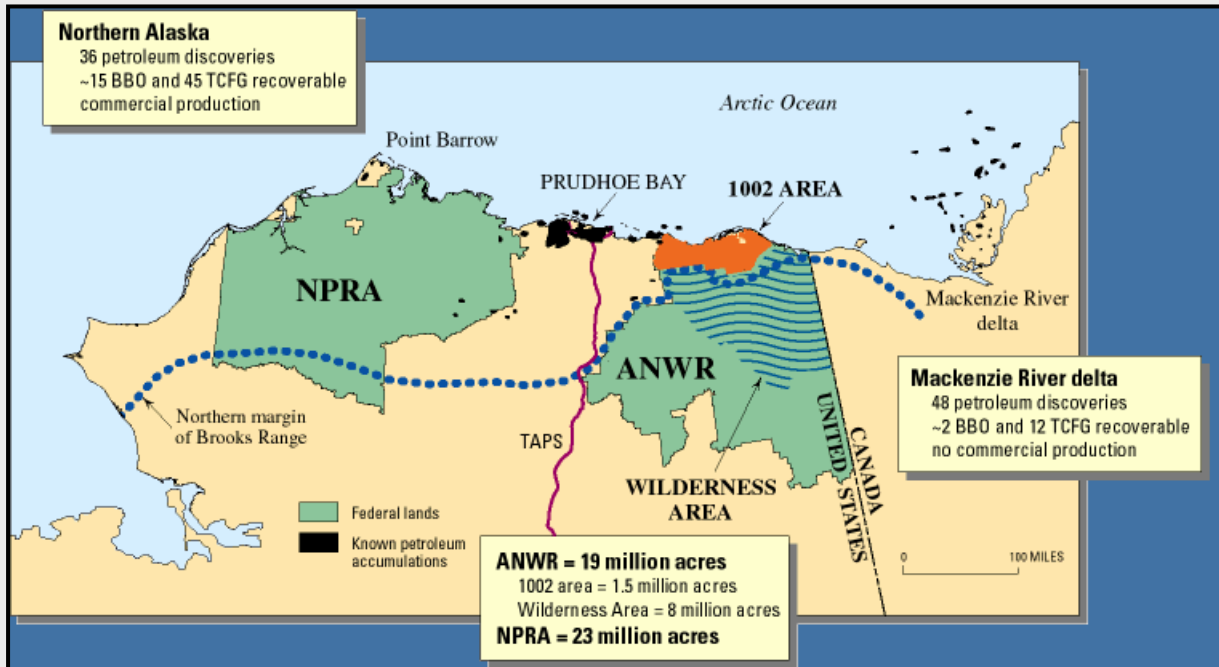 Northern Alaska
36 petroleum discoveries
~15 BBO and 45 TCFG recoverable
commercial production
Arctic Ocean
Point Barrow
PRUDHOE BAY
1002 AREA
NPRA
Mackenzie River
delta
ANWR
Mackenzie River delta
48 petroleum discoveries
~2 BBO and 12 TCFG recoverable
no commercial production
Northern margin
of Brooks Range
TAPS
WILDERNESS
AREA
CANADA
UNITED STATES
Federal lands
Known petroleum
accumulations
0 100 MILES
ANWR = 19 million acres
1002 area = 1.5 million acres
Wilderness Area = 8 million acres
NPRA = 23 million acres